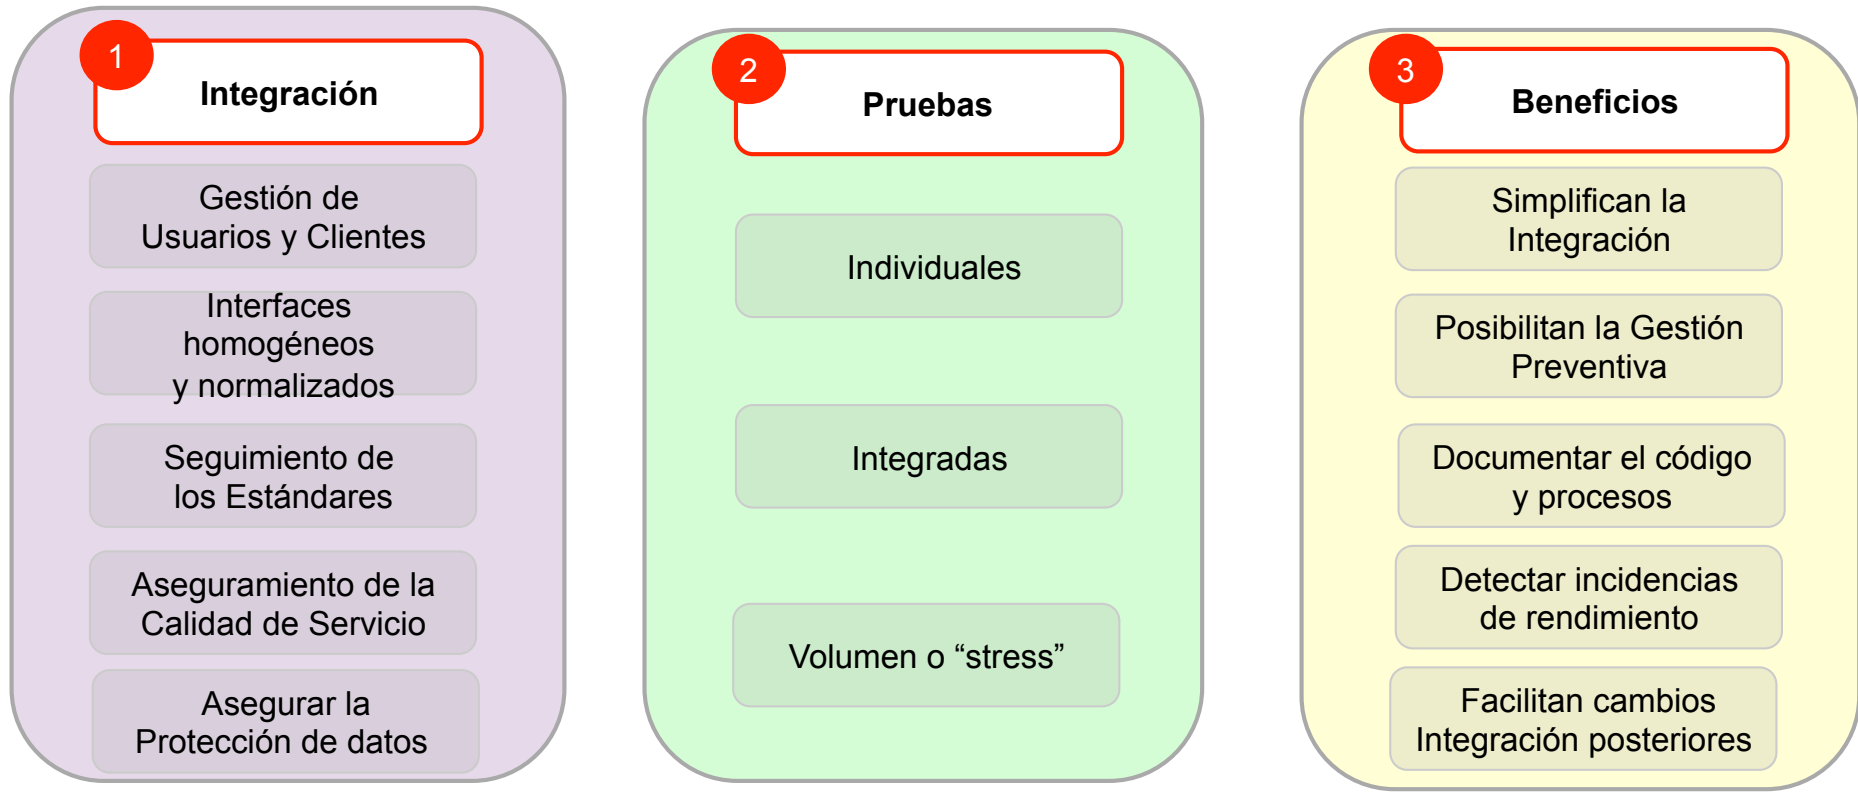 1
Integración
Gestión de
Usuarios y Clientes
Interfaces
homogéneos
y normalizados
Seguimiento de
los Estándares
Aseguramiento de la
Calidad de Servicio
Asegurar la
Protección de datos
2
Pruebas
Individuales
Integradas
Volumen o “stress”
3
Beneficios
Simplifican la
Integración
Posibilitan la Gestión
Preventiva
Documentar el código
y procesos
Detectar incidencias
de rendimiento
Facilitan cambios
Integración posteriores